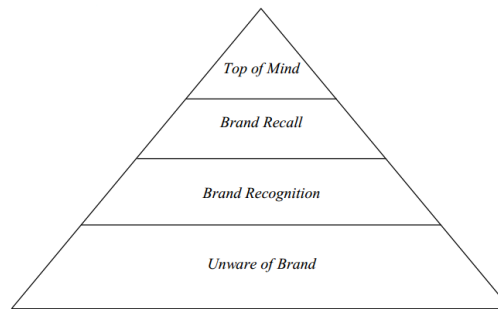 Top of Mind
Brand Recall
Brand Recognition
Unware of Brand